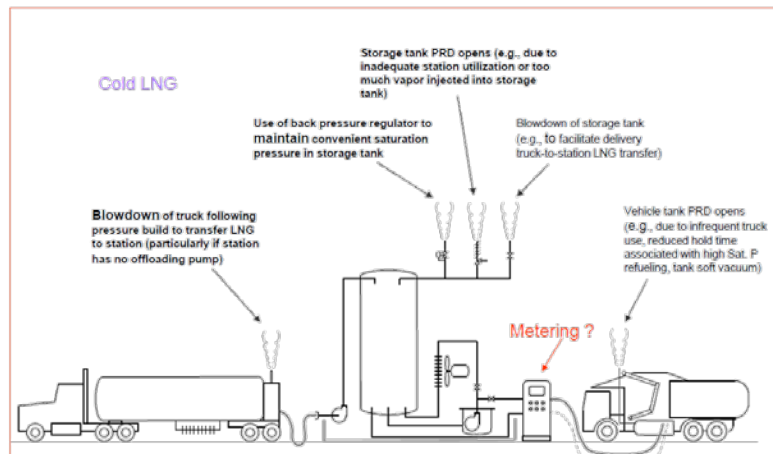 Cold LNG
Storage tank PRD opens (e.g., due to
inadequate station utilization or too
much vapor injected into storage
tank)
Use of back pressure regulator to
maintain convenient saturation
pressure in storage tank
Blowdown of storage tank
(e.g., to facilitate delivery
truck-to-station LNG transfer)
Blowdown of truck following
pressure build to transfer LNG
to station (particularly if station
has no offloading pump)
Vehicle tank PRD opens
(e.g., due to infrequent truck
use, reduced hold time
associated with high Sat. P
refueling, tank soft vacuum)
Metering ?